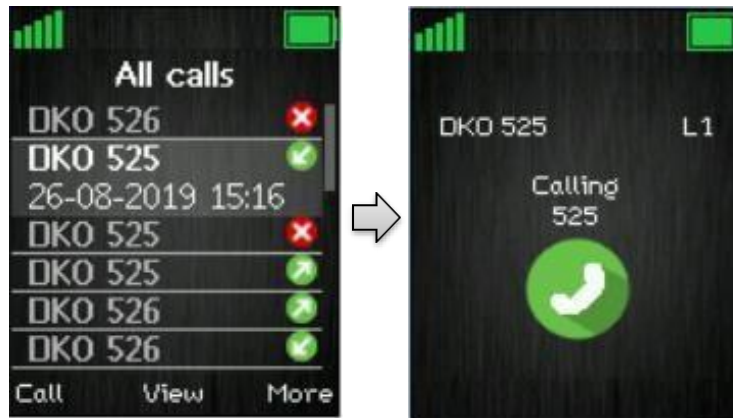 All calls
DKO 526
DKO 525
26-08-2019 15:16
DKO 525
DKO 525
DKO 526
DKO 526
Call View More
DKO 525 L1
Calling
525